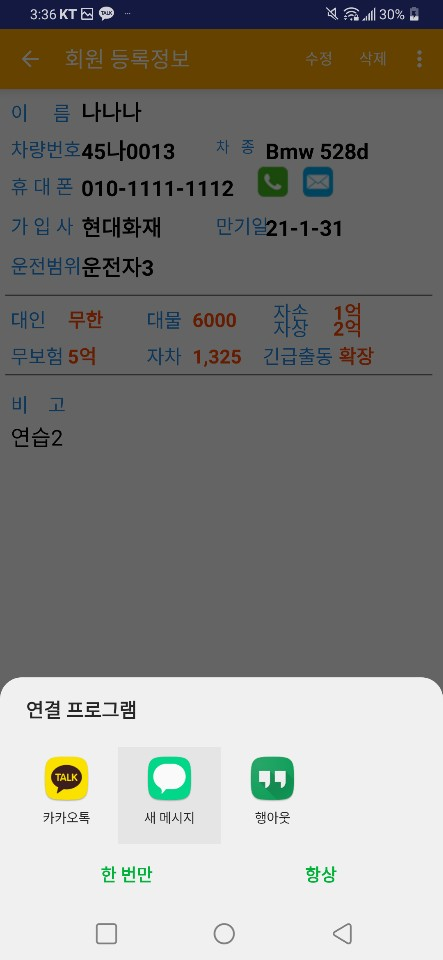 3:36 KT TALK ... 30%
회원 등록정보 수정 삭제
이 름 나나나
차량번호 45나0013 차 종 Bmw 528d
휴 대 폰 010-1111-1112
가 입 사 현대화재 만기일 21-1-31
운전범위 운전자3
대인 무한 대물 6000 자손 1억
자상 2억
무보험 5억 자차 1,325 긴급출동 확장
비 고
연습2
연결 프로그램
TALK
카카오톡 새 메시지 행아웃
한 번만 항상